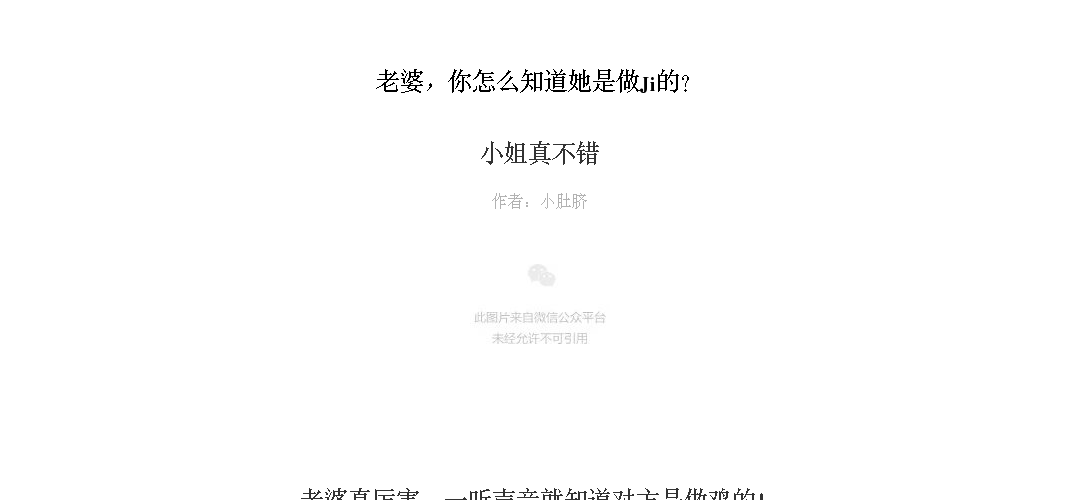 老婆，你怎么知道她是做Ji的?
小姐真不错
作者：小肚脐
此图片来自微信公众平台
未经允许不可引用
老婆真厉害，一听声音就知道对方是做鸡的!